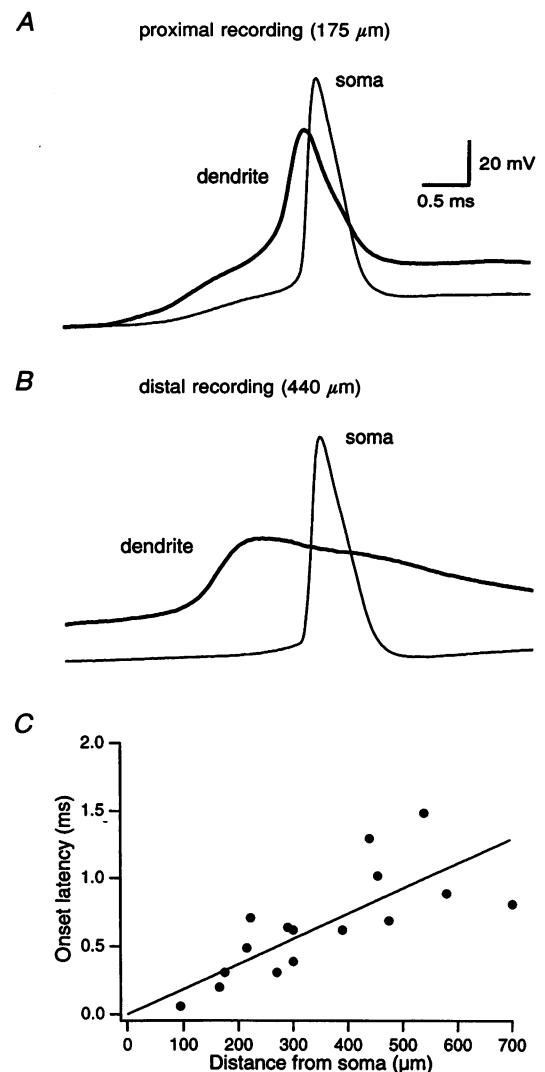 A
proximal recording (175 μm)
soma
dendrite
20 mV
0.5 ms
B
distal recording (440 μm)
soma
dendrite
C
2.0
1.5
1.0
0.5
0.0
Onset latency (ms)
0 100 200 300 400 500 600 700
Distance from soma (μm)